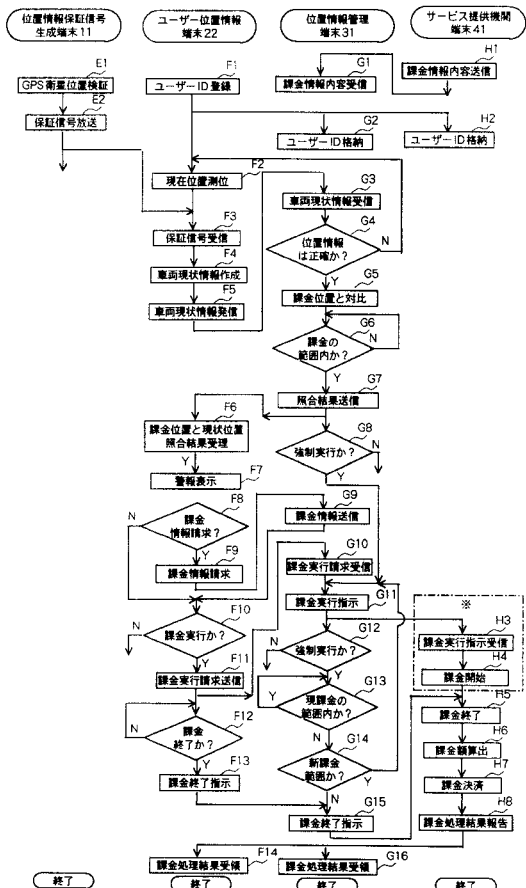 位置情報保証信号
生成端末11
ユーザー位置情報
端末22
位置情報管理
端末31
サービス提供機関
端末41
E1
GPS衛星位置検証
E2
保証信号放送
F1
ユーザーID登録
G1
課金情報内容受信
H1
課金情報内容送信
G2
ユーザーID格納
H2
ユーザーID格納
F2
現在位置測位
G3
車両現状情報受信
F3
保証信号受信
G4
位置情報
は正確か?
N
Y
F4
車両現状情報作成
G5
課金位置と対比
F5
車両現状情報発信
G6
課金の
範囲内か?
N
Y
G7
照合結果送信
F6
課金位置と現状位置
照合結果受理
Y
G8
強制実行か?
N
Y
F7
警報表示
F8
課金
情報請求?
N
Y
G9
課金情報送信
F9
課金情報請求
G10
課金実行請求受信
G11
課金実行指示
F10
課金実行か?
N
Y
G12
強制実行か?
N
Y
※
H3
課金実行指示受信
H4
課金開始
F11
課金実行請求送信
G13
現課金の
範囲内か?
Y
N
H5
課金終了
F12
課金
終了か?
N
Y
H6
課金額算出
G14
新課金
範囲か?
Y
N
H7
課金決済
F13
課金終了指示
G15
課金終了指示
H8
課金処理結果報告
F14
課金処理結果受領
G16
課金処理結果受領
終了
終了
終了
終了